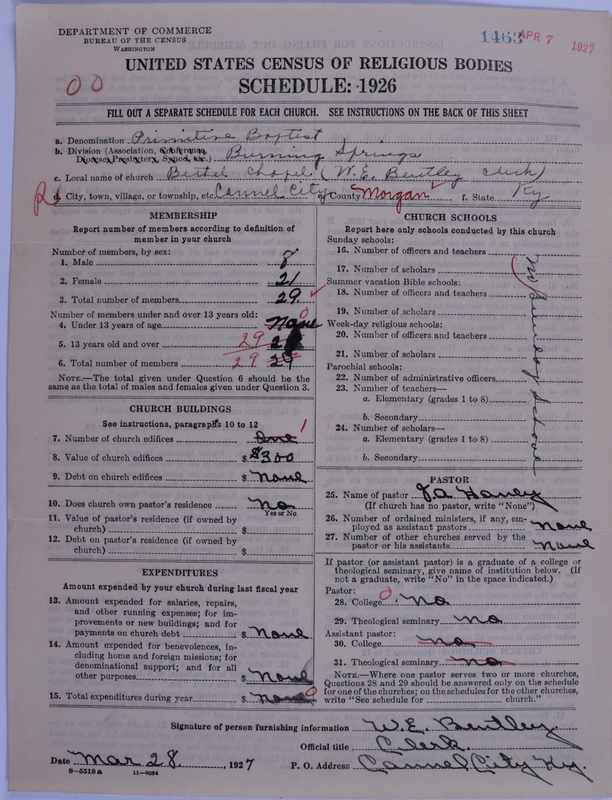 DEPARTMENT OF COMMERCE
BUREAU OF THE CENSUS
WASHINGTON
1463 APR 7 192
UNITED STATES CENSUS OF RELIGIOUS BODIES
SCHEDULE: 1926
00
FILL OUT A SEPARATE SCHEDULE FOR EACH CHURCH. SEE INSTRUCTIONS ON THE BACK OF THIS SHEET
a. Denomination Primitive Baptist
b. Division (Association, Conference, Diocese, Presbytery, Synod, etc.) Burning Springs
c. Local name of church Bethel Chapel (W.E. Bentley Clerk)
d. City, town, village, or township, etc. Cannel City e. County Morgan f. State Ky
R
MEMBERSHIP
Report number of members according to definition of
member in your church
Number of members, by sex:
1. Male 8
2. Female 21
3. Total number of members 29
Number of members under and over 13 years old:
4. Under 13 years of age None 0
5. 13 years old and over 29
6. Total number of members 29 29
NOTE.—The total given under Question 6 should be the
same as the total of males and females given under Question 3.
CHURCH BUILDINGS
See instructions, paragraphs 10 to 12
7. Number of church edifices One 1
8. Value of church edifices $300
9. Debt on church edifices $ None
10. Does church own pastor's residence No
Yes or No
11. Value of pastor's residence (if owned by
church) $
12. Debt on pastor's residence (if owned by
church) $
EXPENDITURES
Amount expended by your church during last fiscal year
13. Amount expended for salaries, repairs,
and other running expenses; for im-
provements or new buildings; and for
payments on church debt $ None
14. Amount expended for benevolences, in-
cluding home and foreign missions; for
denominational support; and for all
other purposes $ None
15. Total expenditures during year $ None 0
CHURCH SCHOOLS
Report here only schools conducted by this church
Sunday schools:
16. Number of officers and teachers
17. Number of scholars
Summer vacation Bible schools:
18. Number of officers and teachers
19. Number of scholars
Week-day religious schools:
20. Number of officers and teachers
21. Number of scholars
Parochial schools:
22. Number of administrative officers
23. Number of teachers—
a. Elementary (grades 1 to 8)
b. Secondary
24. Number of scholars—
a. Elementary (grades 1 to 8)
b. Secondary
No Sunday School
PASTOR
25. Name of pastor J.A. Haney
(If church has no pastor, write "None")
26. Number of ordained ministers, if any, em-
ployed as assistant pastors None
27. Number of other churches served by the
pastor or his assistants None
If pastor (or assistant pastor) is a graduate of a college or
theological seminary, give name of institution below. (If
not a graduate, write "No" in the space indicated.)
Pastor:
28. College 0 No
29. Theological seminary No
Assistant pastor:
30. College No
31. Theological seminary No
NOTE.—Where one pastor serves two or more churches,
Questions 28 and 29 should be answered only on the schedule
for one of the churches; on the schedules for the other churches,
write "See schedule for church."
Signature of person furnishing information W.E. Bentley
Official title Clerk
Date Mar 28, 1927 P. O. Address Cannel City Ky.
8—5518a 11—9054